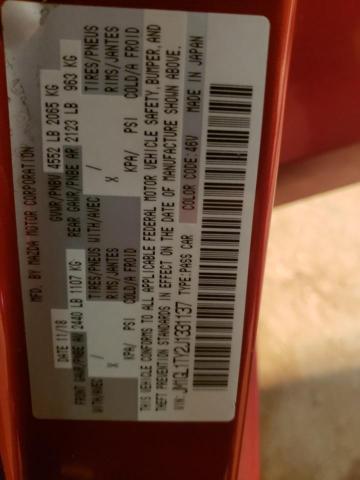 MFD. BY MAZDA MOTOR CORPORATION
DATE 11/18 GVWR/PNBV 4552 LB 2065 KG
FRONT GAWR/PNBE AV 2440 LB 1107 KG REAR GAWR/PNBE AR 2123 LB 963 KG
WITH/AVEC TIRES/PNEUS WITH/AVEC TIRES/PNEUS
/ RIMS/JANTES / RIMS/JANTES
X COLD/A FROID X COLD/A FROID
KPA/ PSI KPA/ PSI
THIS VEHICLE CONFORMS TO ALL APPLICABLE FEDERAL MOTOR VEHICLE SAFETY, BUMPER, AND
THEFT PREVENTION STANDARDS IN EFFECT ON THE DATE OF MANUFACTURE SHOWN ABOVE.
VIN: JM1GL1TY2J1331137 TYPE:PASS CAR COLOR CODE:46V MADE IN JAPAN